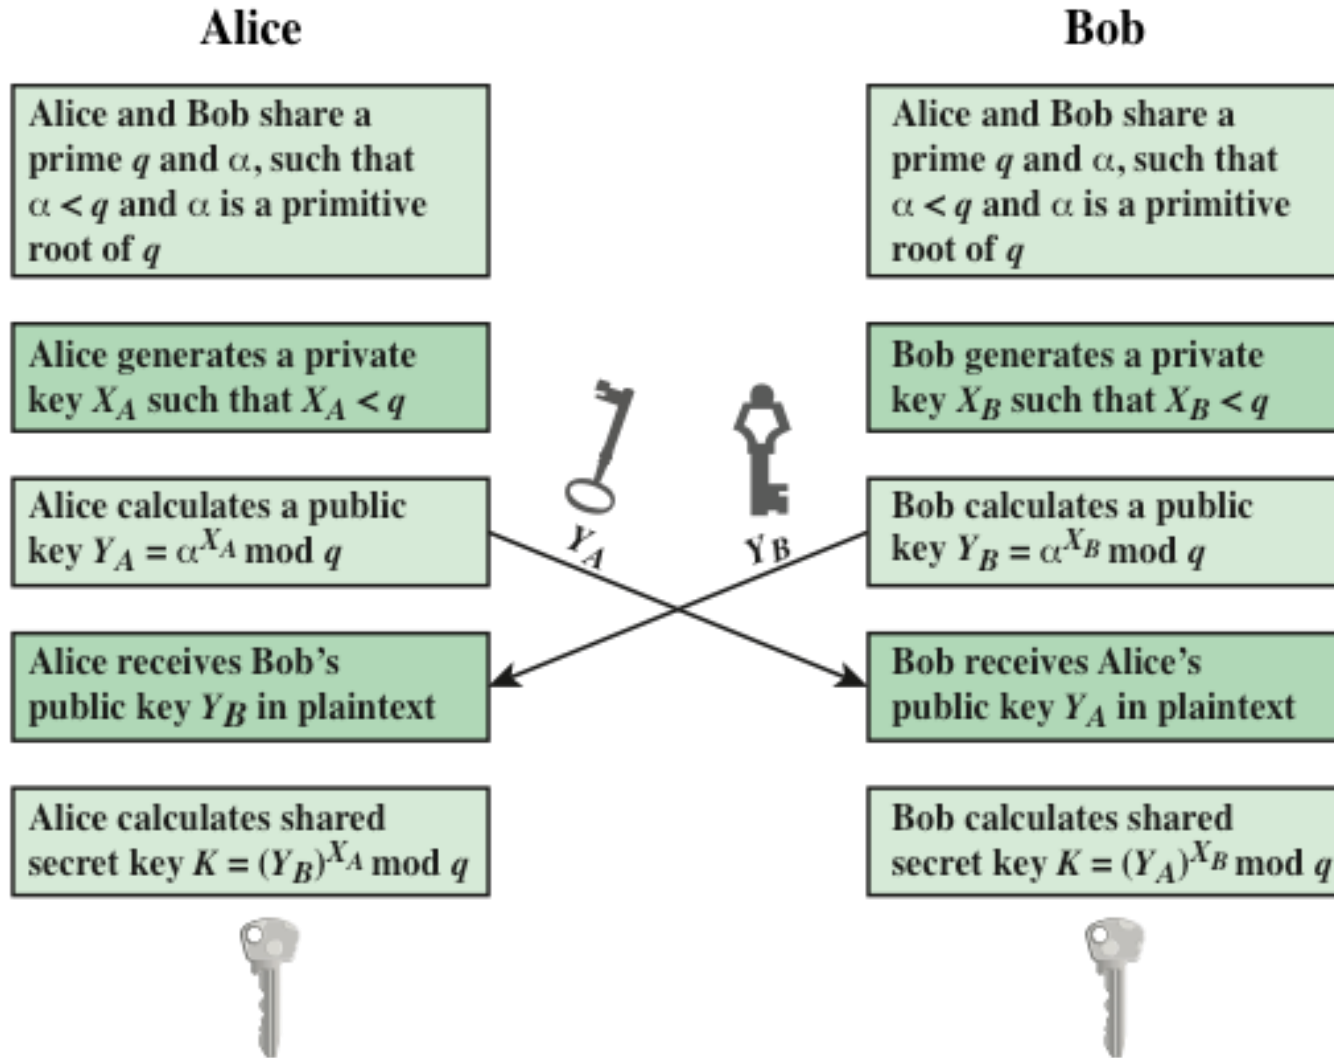 Alice
Alice and Bob share a
prime q and α, such that
α < q and α is a primitive
root of q
Alice generates a private
key X_A such that X_A < q
Alice calculates a public
key Y_A = α^{X_A} mod q
Alice receives Bob's
public key Y_B in plaintext
Alice calculates shared
secret key K = (Y_B)^{X_A} mod q
Y_A
Y_B
Bob
Alice and Bob share a
prime q and α, such that
α < q and α is a primitive
root of q
Bob generates a private
key X_B such that X_B < q
Bob calculates a public
key Y_B = α^{X_B} mod q
Bob receives Alice's
public key Y_A in plaintext
Bob calculates shared
secret key K = (Y_A)^{X_B} mod q